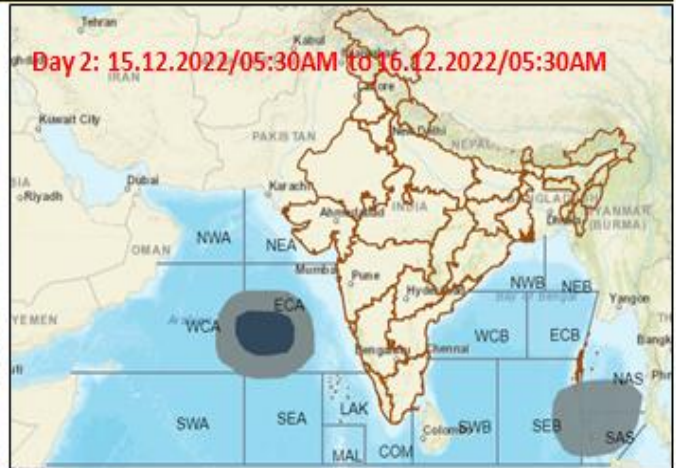 Tehran
Kabul
Day 2: 15.12.2022/05:30AM to 16.12.2022/05:30AM
IRAN
Kuwait City
PAKISTAN
New Delhi
NEPAL
Riyadh
Dubai
Karachi
Ahmedabad
INDIA
BANGLADESH
MYANMAR
(BURMA)
OMAN
NWA
NEA
Mumbai
Pune
Hyderabad
NWB
NEB
Bay of Bengal
Yangon
YEMEN
WCA
ECA
WCB
ECB
Chennai
NAS
SWA
SEA
LAK
Colombo
SWB
SEB
SAS
MAL
COM